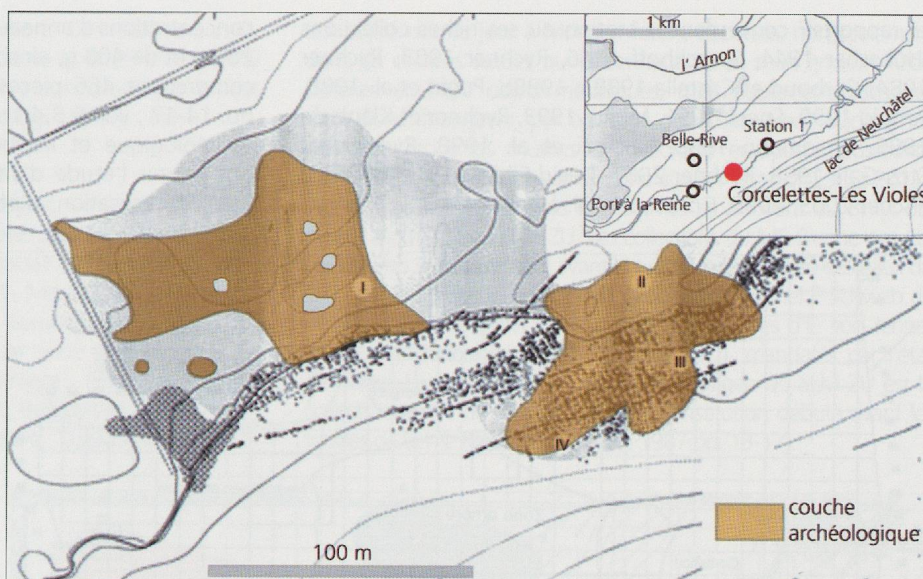 1 km
l' Arnon
Station 1
Belle-Rive
lac de Neuchâtel
Port à la Reine
Corcelettes-Les Violes
I
II
III
IV
couche
archéologique
100 m